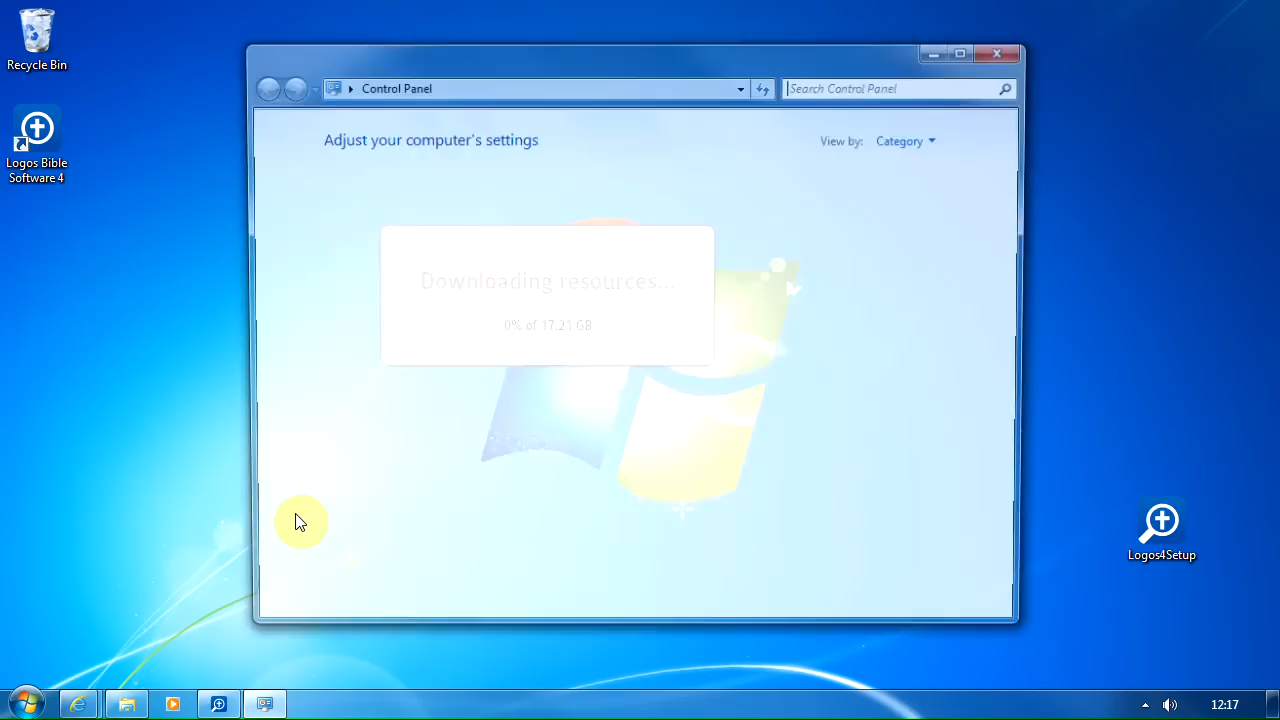 Recycle Bin
Logos Bible
Software 4
Control Panel
Search Control Panel
Adjust your computer's settings
View by: Category
Downloading resources...
0% of 17.21 GB
Logos4Setup
12:17